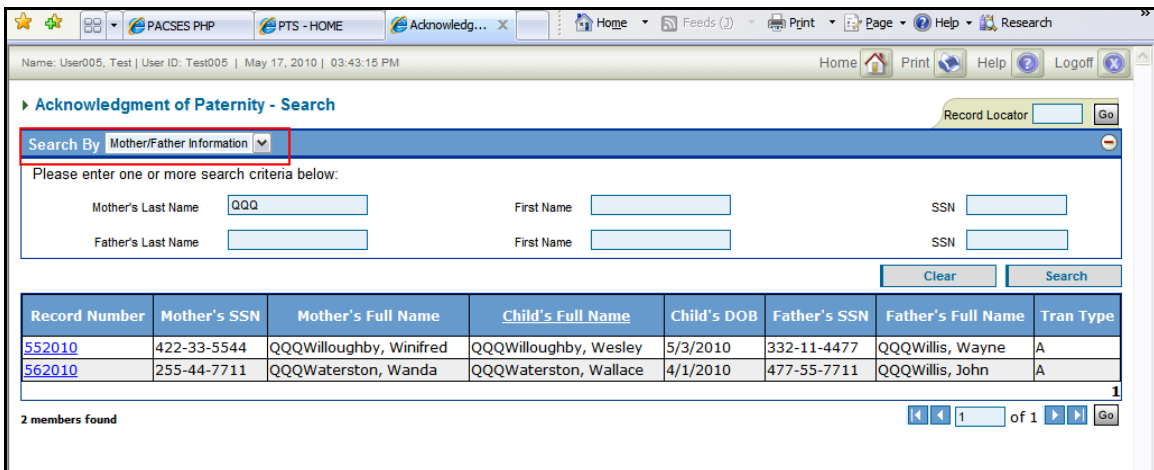 PACSES PHP PTS - HOME Acknowledg... X Home Feeds (J) Print Page Help Research »
Name: User005, Test | User ID: Test005 | May 17, 2010 | 03:43:15 PM Home Print Help Logoff
Acknowledgment of Paternity - Search
Record Locator Go
Search By Mother/Father Information
Please enter one or more search criteria below:
Mother's Last Name QQQ First Name SSN
Father's Last Name First Name SSN
Clear Search
Record Number Mother's SSN Mother's Full Name Child's Full Name Child's DOB Father's SSN Father's Full Name Tran Type
552010 422-33-5544 QQQWilloughby, Winifred QQQWilloughby, Wesley 5/3/2010 332-11-4477 QQQWillis, Wayne A
562010 255-44-7711 QQQWaterston, Wanda QQQWaterston, Wallace 4/1/2010 477-55-7711 QQQWillis, John A
1
2 members found 1 of 1 Go